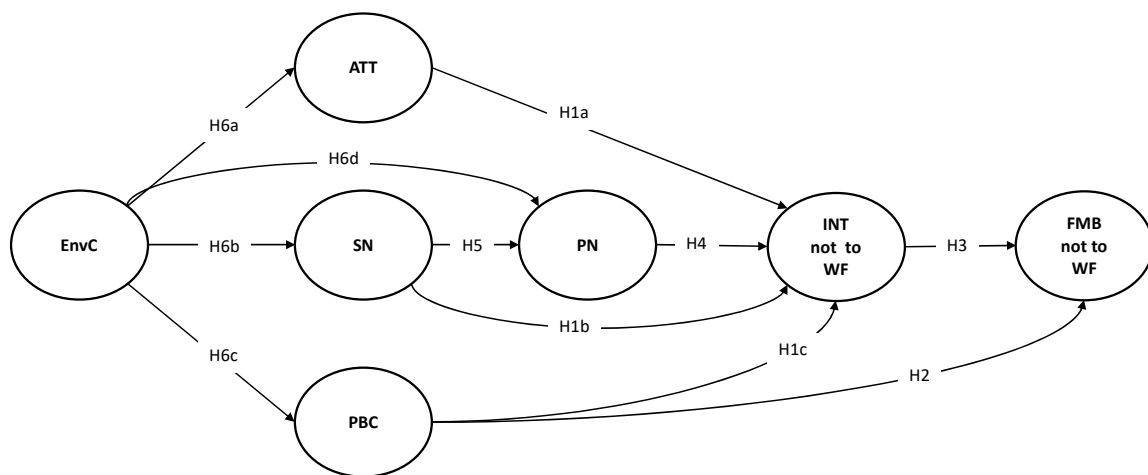 ATT
H1a
H6a
H6d
EnvC
H6b
SN
H5
PN
H4
INT
not to
WF
H3
FMB
not to
WF
H1b
H1c
H6c
H2
PBC